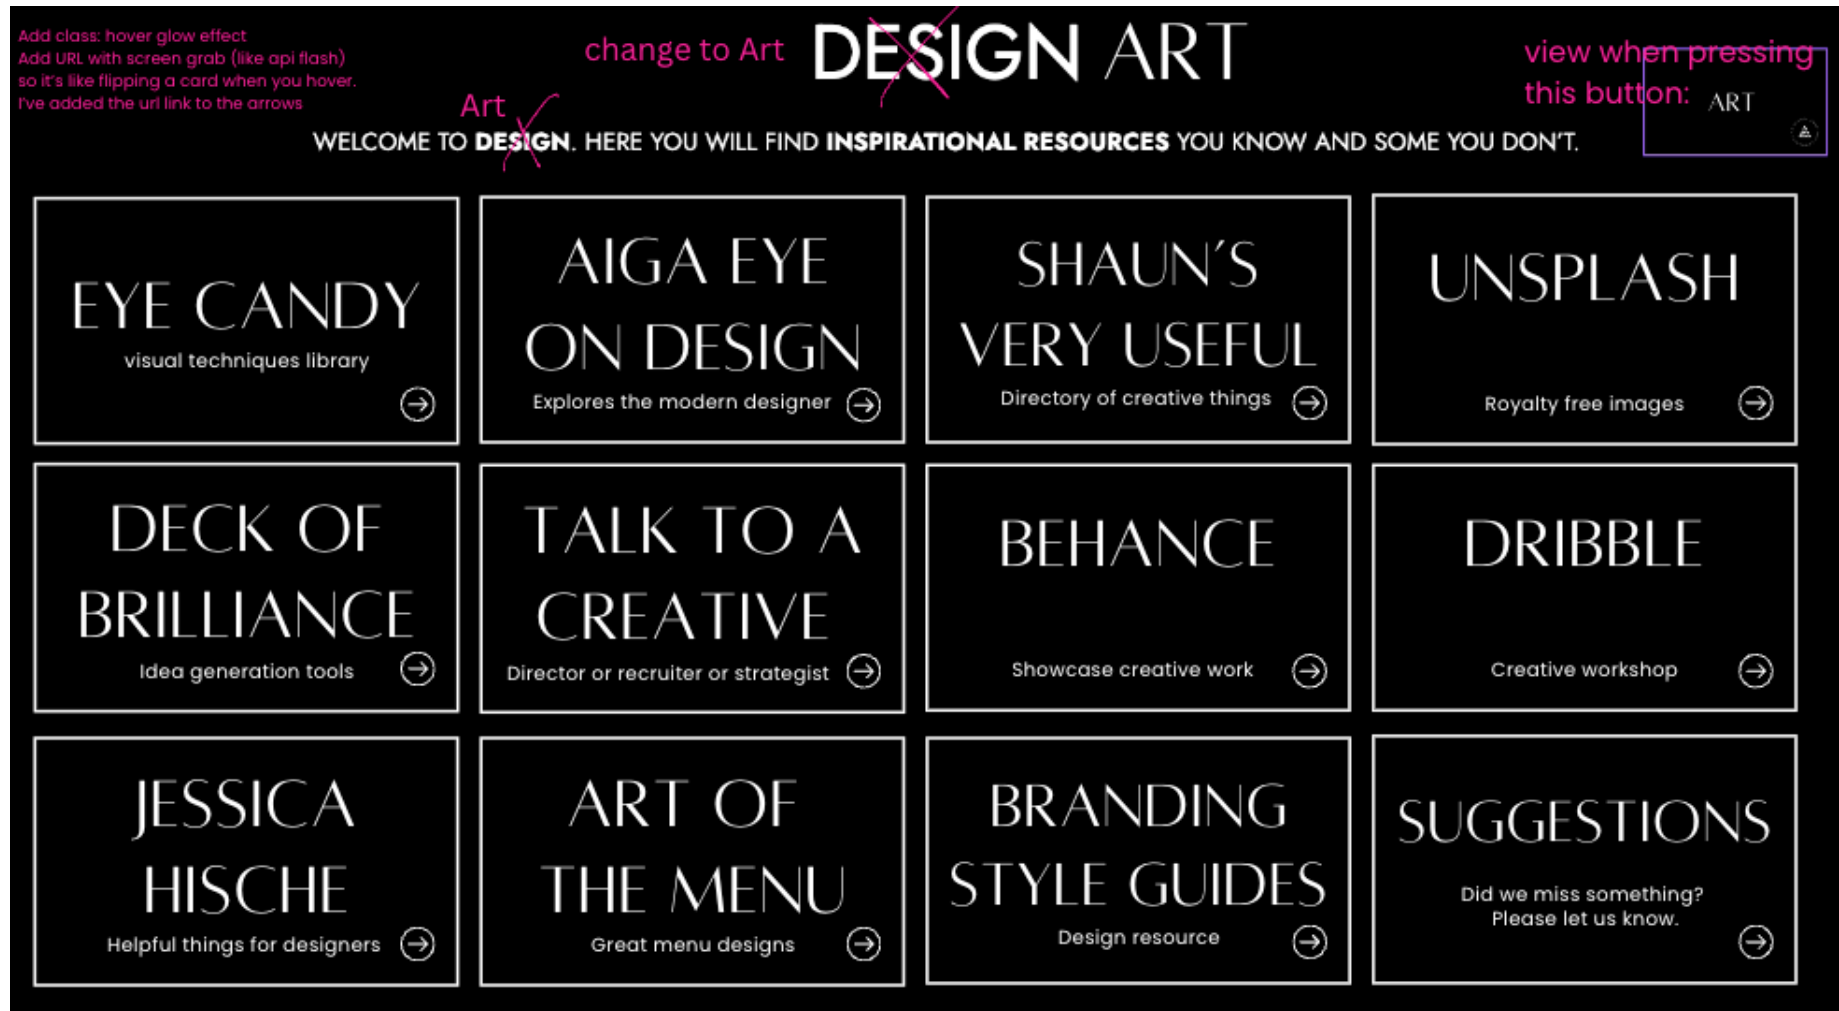 Add class: hover glow effect
Add URL with screen grab (like api flash)
so it's like flipping a card when you hover.
I've added the url link to the arrows
change to Art
DESIGN ART
view when pressing
this button:
ART
Art
WELCOME TO DESIGN. HERE YOU WILL FIND INSPIRATIONAL RESOURCES YOU KNOW AND SOME YOU DON'T.
EYE CANDY
visual techniques library
AIGA EYE
ON DESIGN
Explores the modern designer
SHAUN'S
VERY USEFUL
Directory of creative things
UNSPLASH
Royalty free images
DECK OF
BRILLIANCE
Idea generation tools
TALK TO A
CREATIVE
Director or recruiter or strategist
BEHANCE
Showcase creative work
DRIBBLE
Creative workshop
JESSICA
HISCHE
Helpful things for designers
ART OF
THE MENU
Great menu designs
BRANDING
STYLE GUIDES
Design resource
SUGGESTIONS
Did we miss something?
Please let us know.